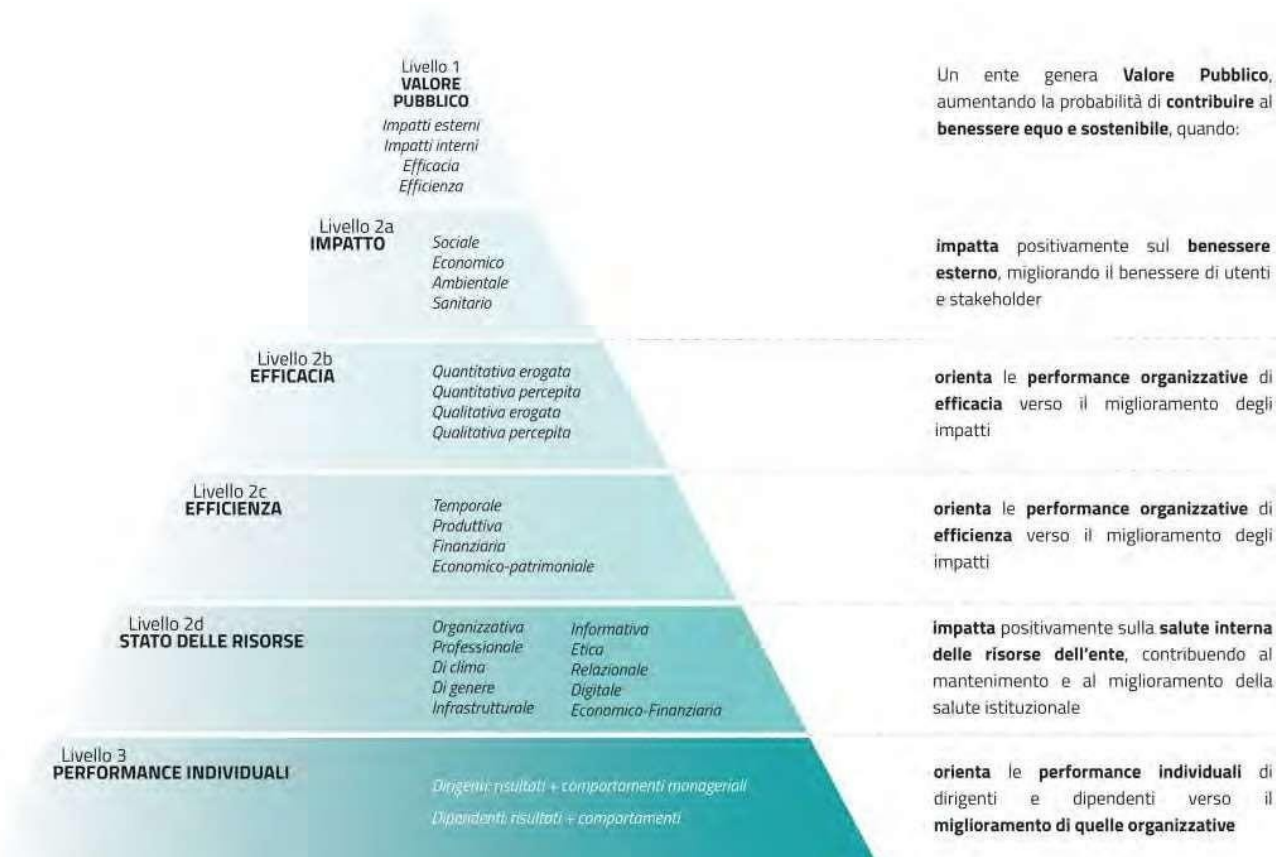 Livello 1
VALORE
PUBBLICO
Impatti esterni
Impatti interni
Efficacia
Efficienza
Un ente genera Valore Pubblico,
aumentando la probabilità di contribuire al
benessere equo e sostenibile, quando:
Livello 2a
IMPATTO
Sociale
Economico
Ambientale
Sanitario
impatta positivamente sul benessere
esterno, migliorando il benessere di utenti
e stakeholder
Livello 2b
EFFICACIA
Quantitativa erogata
Quantitativa percepita
Qualitativa erogata
Qualitativa percepita
orienta le performance organizzative di
efficacia verso il miglioramento degli
impatti
Livello 2c
EFFICIENZA
Temporale
Produttiva
Finanziaria
Economico-patrimoniale
orienta le performance organizzative di
efficienza verso il miglioramento degli
impatti
Livello 2d
STATO DELLE RISORSE
Organizzativa
Professionale
Di clima
Di genere
Infrastrutturale
Informativa
Etica
Relazionale
Digitale
Economico-Finanziaria
impatta positivamente sulla salute interna
delle risorse dell'ente, contribuendo al
mantenimento e al miglioramento della
salute istituzionale
Livello 3
PERFORMANCE INDIVIDUALI
Dirigenti: risultati + comportamenti manageriali
Dipendenti: risultati + comportamenti
orienta le performance individuali di
dirigenti e dipendenti verso il
miglioramento di quelle organizzative